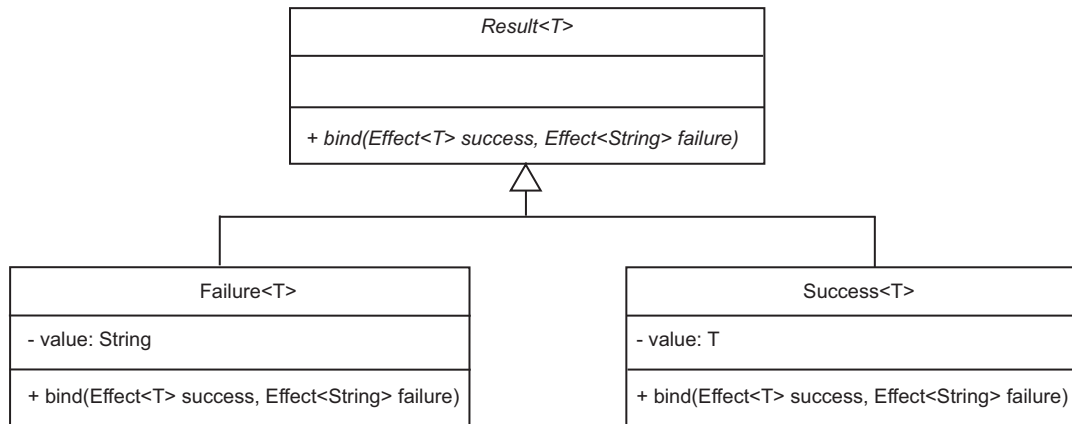 Result<T>
+ bind(Effect<T> success, Effect<String> failure)
Failure<T>
- value: String
+ bind(Effect<T> success, Effect<String> failure)
Success<T>
- value: T
+ bind(Effect<T> success, Effect<String> failure)